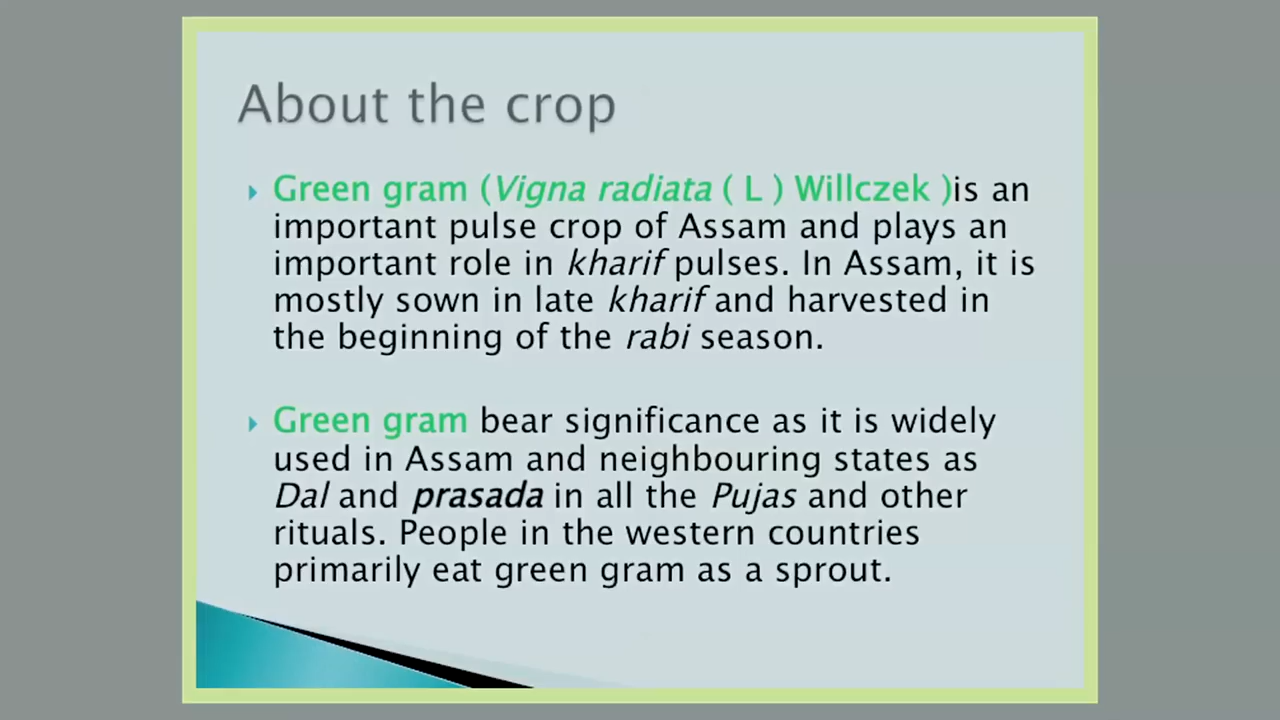 About the crop
Green gram (Vigna radiata ( L ) Willczek )is an
important pulse crop of Assam and plays an
important role in kharif pulses. In Assam, it is
mostly sown in late kharif and harvested in
the beginning of the rabi season.
Green gram bear significance as it is widely
used in Assam and neighbouring states as
Dal and prasada in all the Pujas and other
rituals. People in the western countries
primarily eat green gram as a sprout.